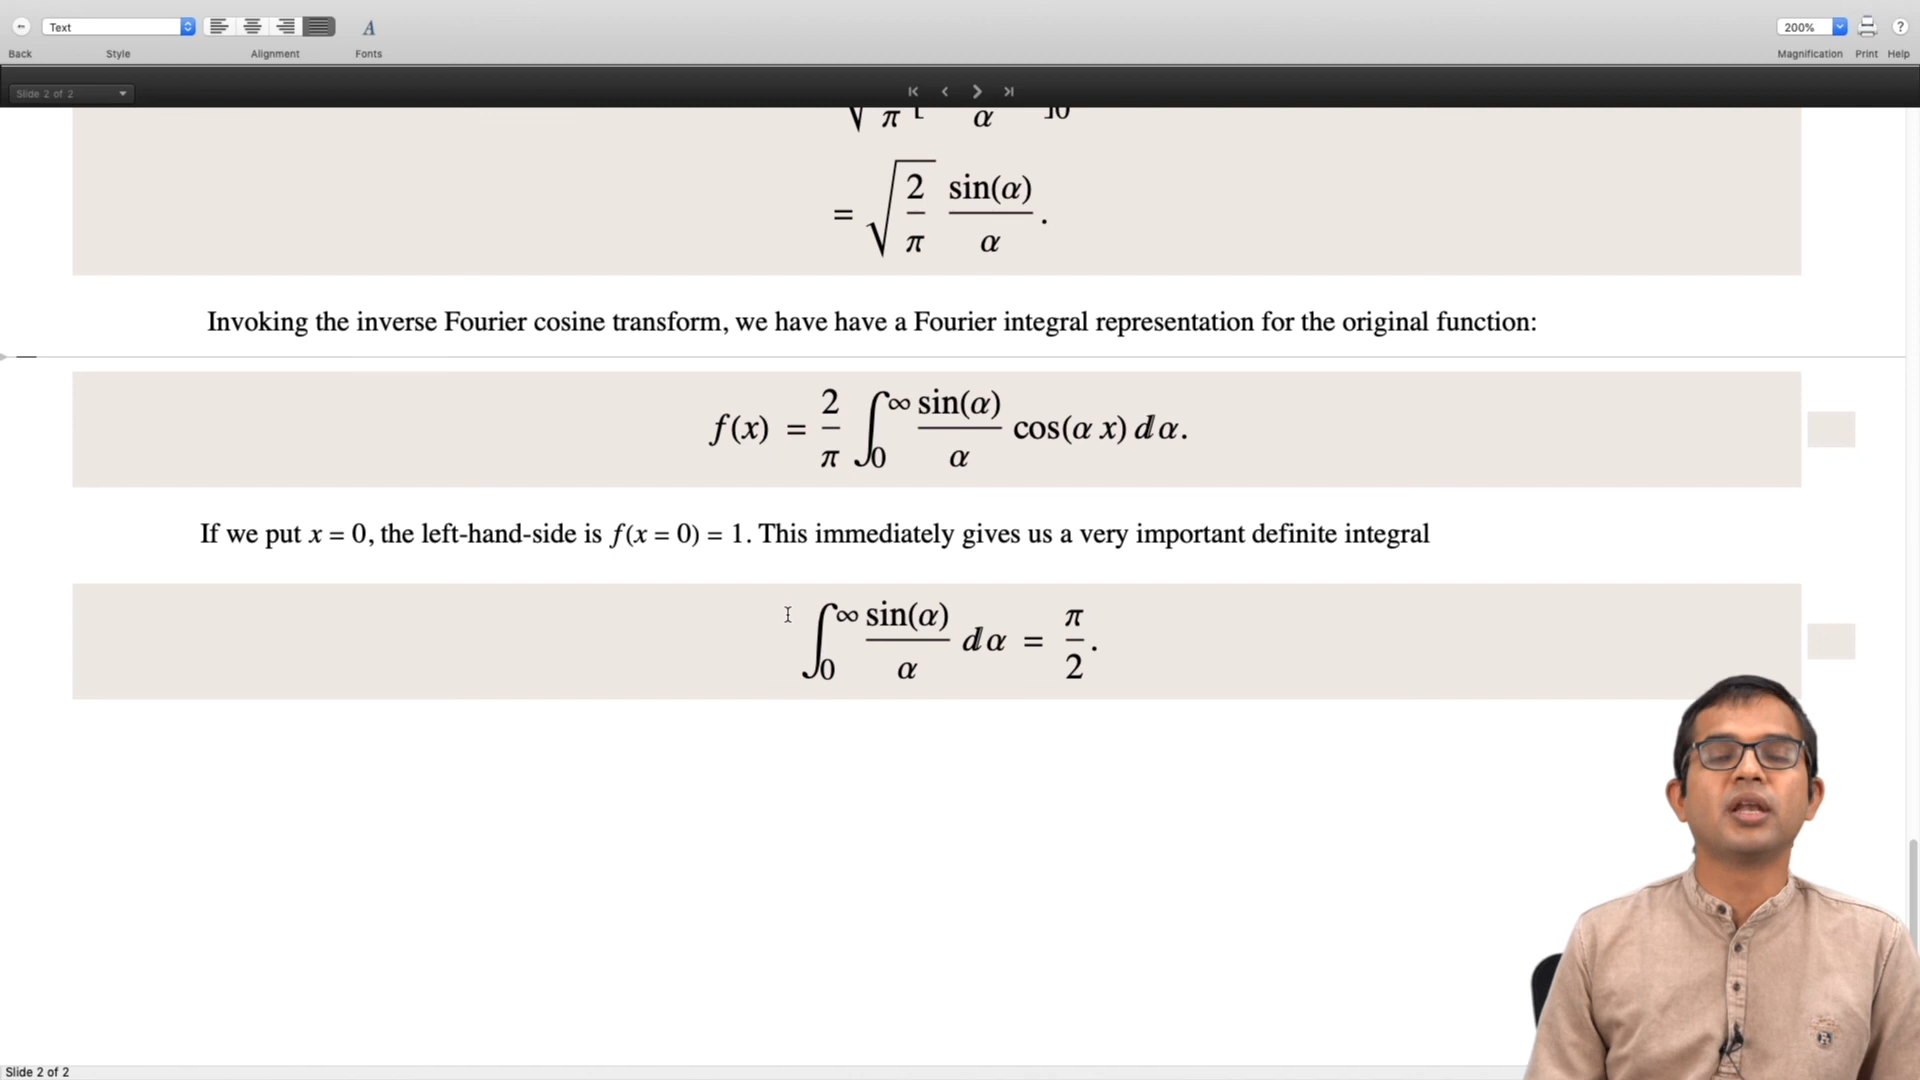 Text
200%
Back Style Alignment Fonts Magnification Print Help
Slide 2 of 2
√ π [ α ]0
= √(2/π) sin(α)/α .
Invoking the inverse Fourier cosine transform, we have have a Fourier integral representation for the original function:
f(x) = 2/π ∫0^∞ sin(α)/α cos(α x) dα.
If we put x = 0, the left-hand-side is f(x = 0) = 1. This immediately gives us a very important definite integral
∫0^∞ sin(α)/α dα = π/2.
Slide 2 of 2